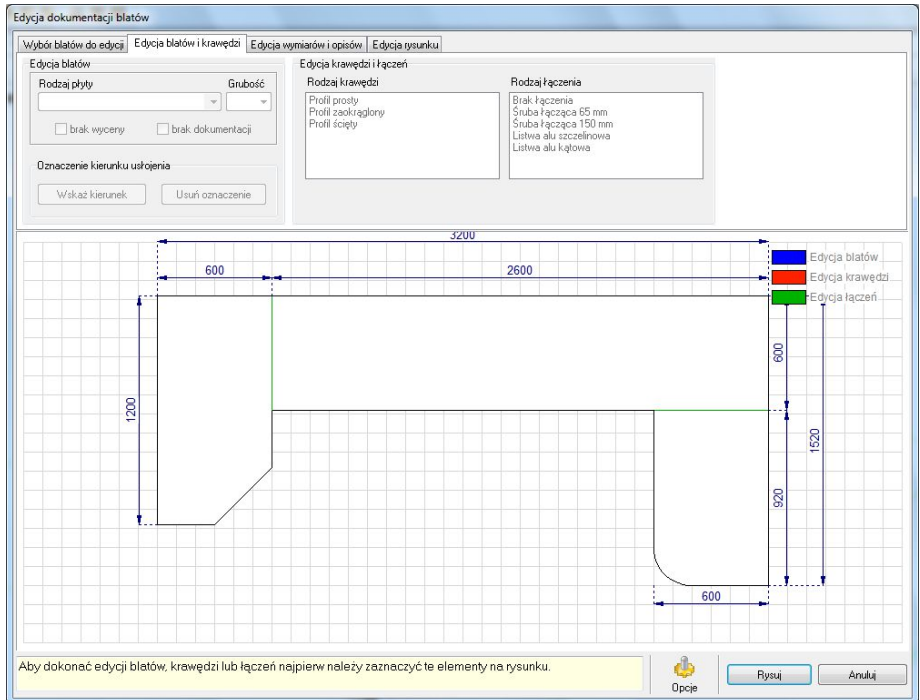 Edycja dokumentacji blatów
Wybór blatów do edycji
Edycja blatów i krawędzi
Edycja wymiarów i opisów
Edycja rysunku
Edycja blatów
Rodzaj płyty
Grubość
brak wyceny
brak dokumentacji
Oznaczenie kierunku usłojenia
Wskaż kierunek
Usuń oznaczenie
Edycja krawędzi i łączeń
Rodzaj krawędzi
Profil prosty
Profil zaokrąglony
Profil ścięty
Rodzaj łączenia
Brak łączenia
Śruba łącząca 65 mm
Śruba łącząca 150 mm
Listwa alu szczelinowa
Listwa alu kątowa
3200
600
2600
Edycja blatów
Edycja krawędzi
Edycja łączeń
600
1200
1520
920
600
Aby dokonać edycji blatów, krawędzi lub łączeń najpierw należy zaznaczyć te elementy na rysunku.
Opcje
Rysuj
Anuluj